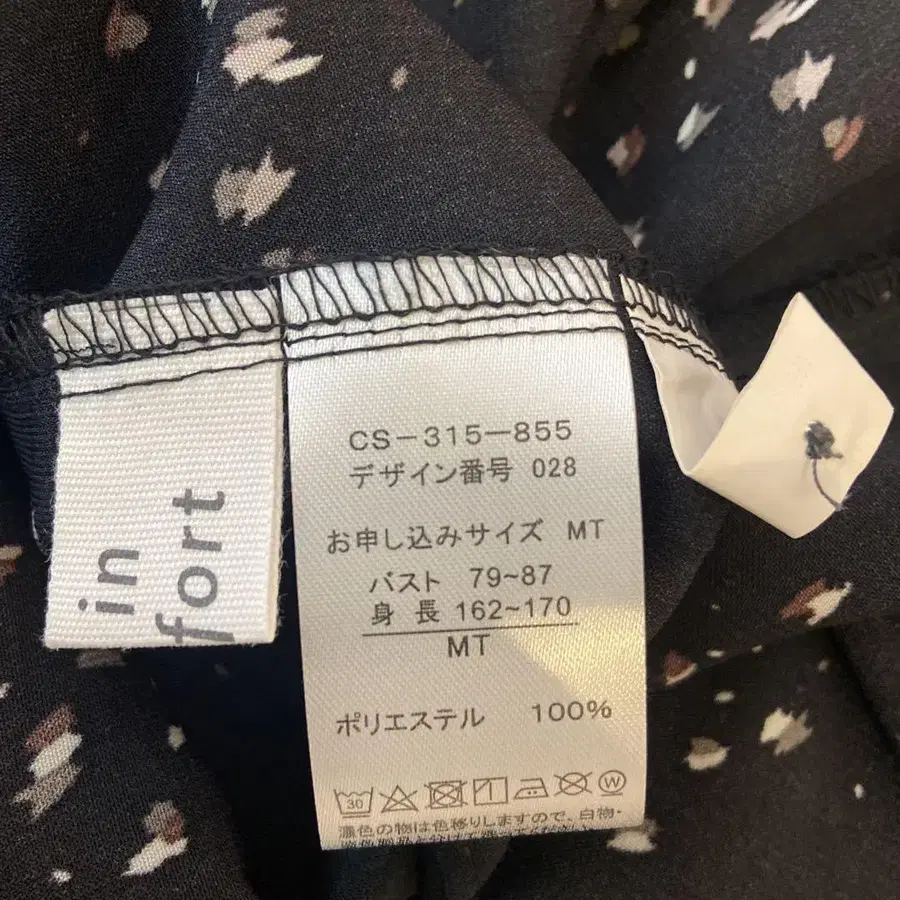 in
fort
CS-315-855
デザイン番号 028
お申し込みサイズ MT
バスト 79~87
身長 162~170
MT
ポリエステル 100%
30 W
濃色の物は色移りしますので、白物・